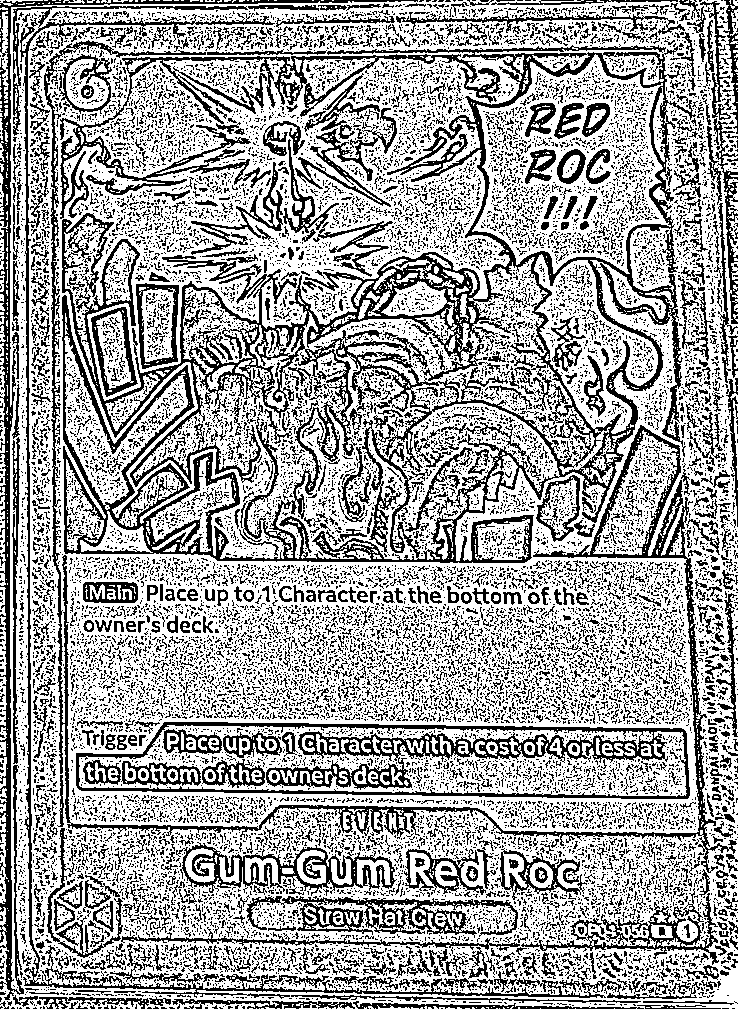 6
RED
ROC
!!!
Main Place up to 1 Character at the bottom of the
owner's deck.
Trigger Place up to 1 Character with a cost of 4 or less at
the bottom of the owner's deck.
EVENT
Gum-Gum Red Roc
Straw Hat Crew
R 1